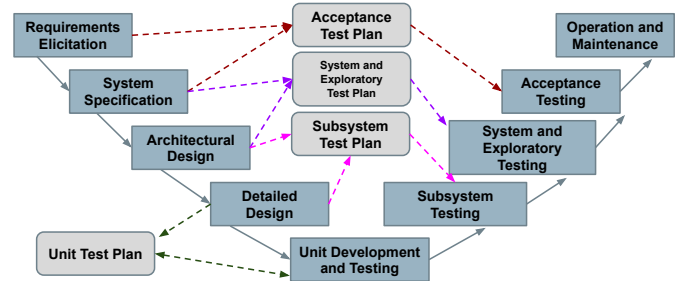 Requirements
Elicitation
Acceptance
Test Plan
Operation and
Maintenance
System
Specification
System and
Exploratory
Test Plan
Acceptance
Testing
Architectural
Design
Subsystem
Test Plan
System and
Exploratory
Testing
Detailed
Design
Subsystem
Testing
Unit Test Plan
Unit Development
and Testing